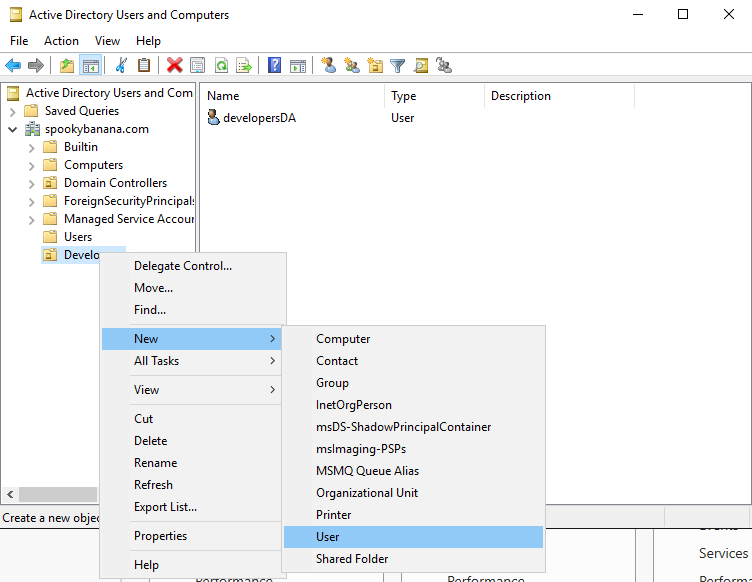 Active Directory Users and Computers
File Action View Help
Active Directory Users and Com
Saved Queries
spookybanana.com
Builtin
Computers
Domain Controllers
ForeignSecurityPrincipals
Managed Service Accour
Users
Develo
Name Type Description
developersDA User
Delegate Control...
Move...
Find...
New
All Tasks
View
Cut
Delete
Rename
Refresh
Export List...
Properties
Help
Computer
Contact
Group
InetOrgPerson
msDS-ShadowPrincipalContainer
msImaging-PSPs
MSMQ Queue Alias
Organizational Unit
Printer
User
Shared Folder
Create a new objec
Events
Services
Performance Performance Perform